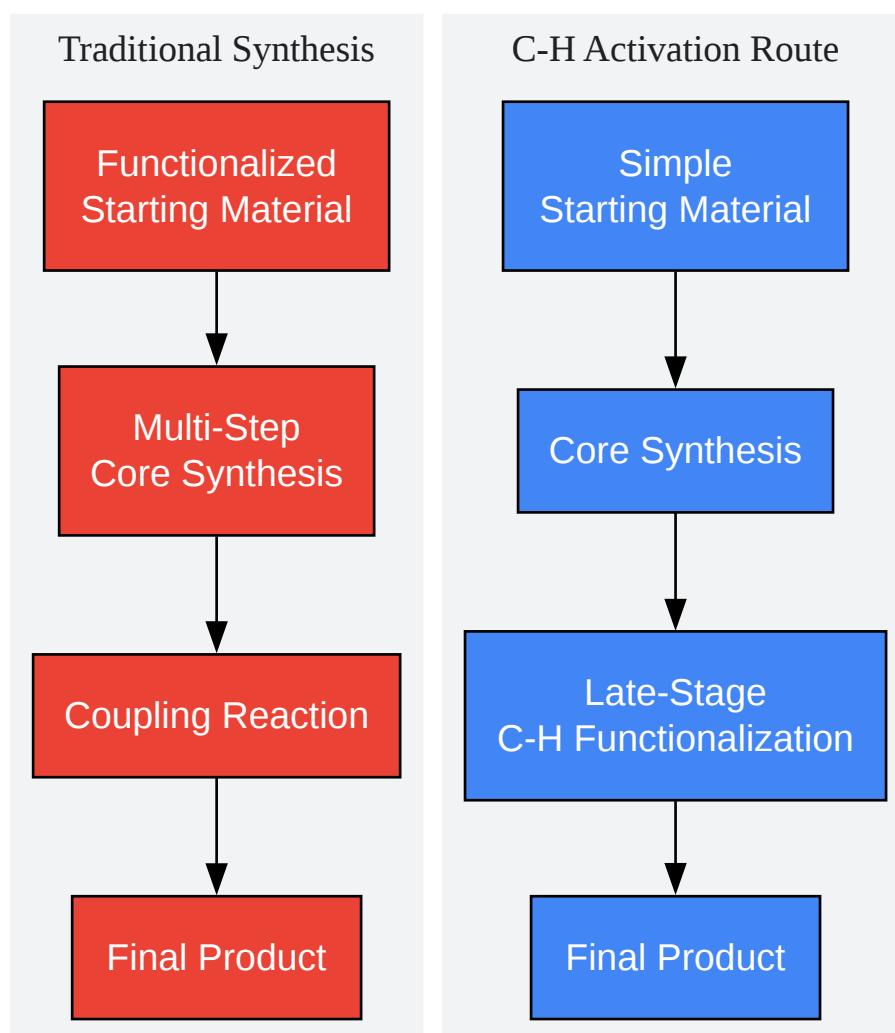 Traditional Synthesis
Functionalized
Starting Material
Multi-Step
Core Synthesis
Coupling Reaction
Final Product
C-H Activation Route
Simple
Starting Material
Core Synthesis
Late-Stage
C-H Functionalization
Final Product